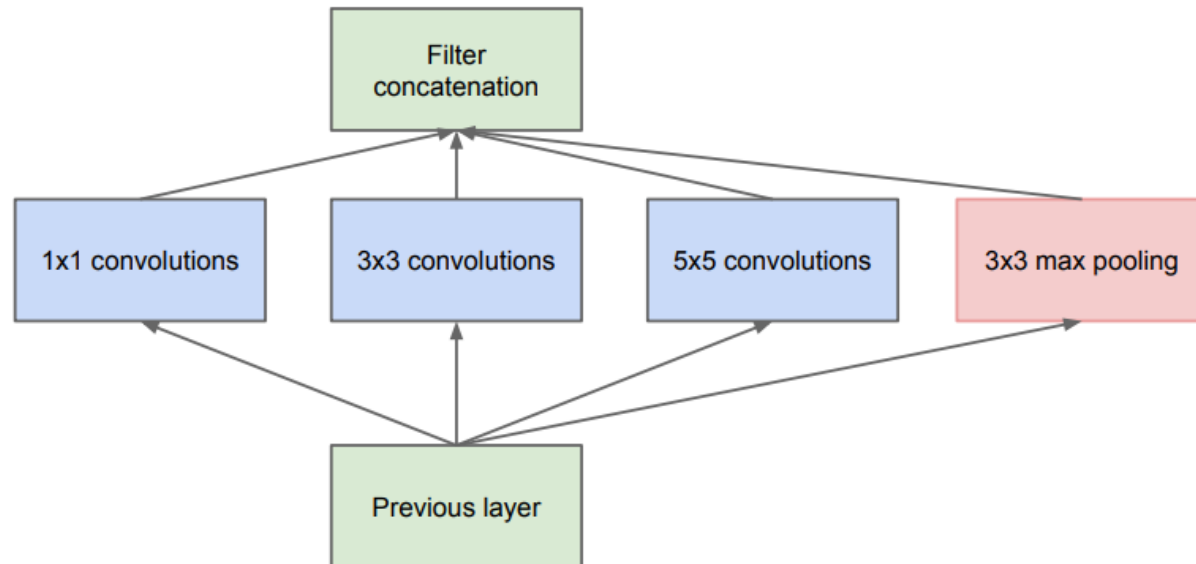 Filter
concatenation
1x1 convolutions
3x3 convolutions
5x5 convolutions
3x3 max pooling
Previous layer